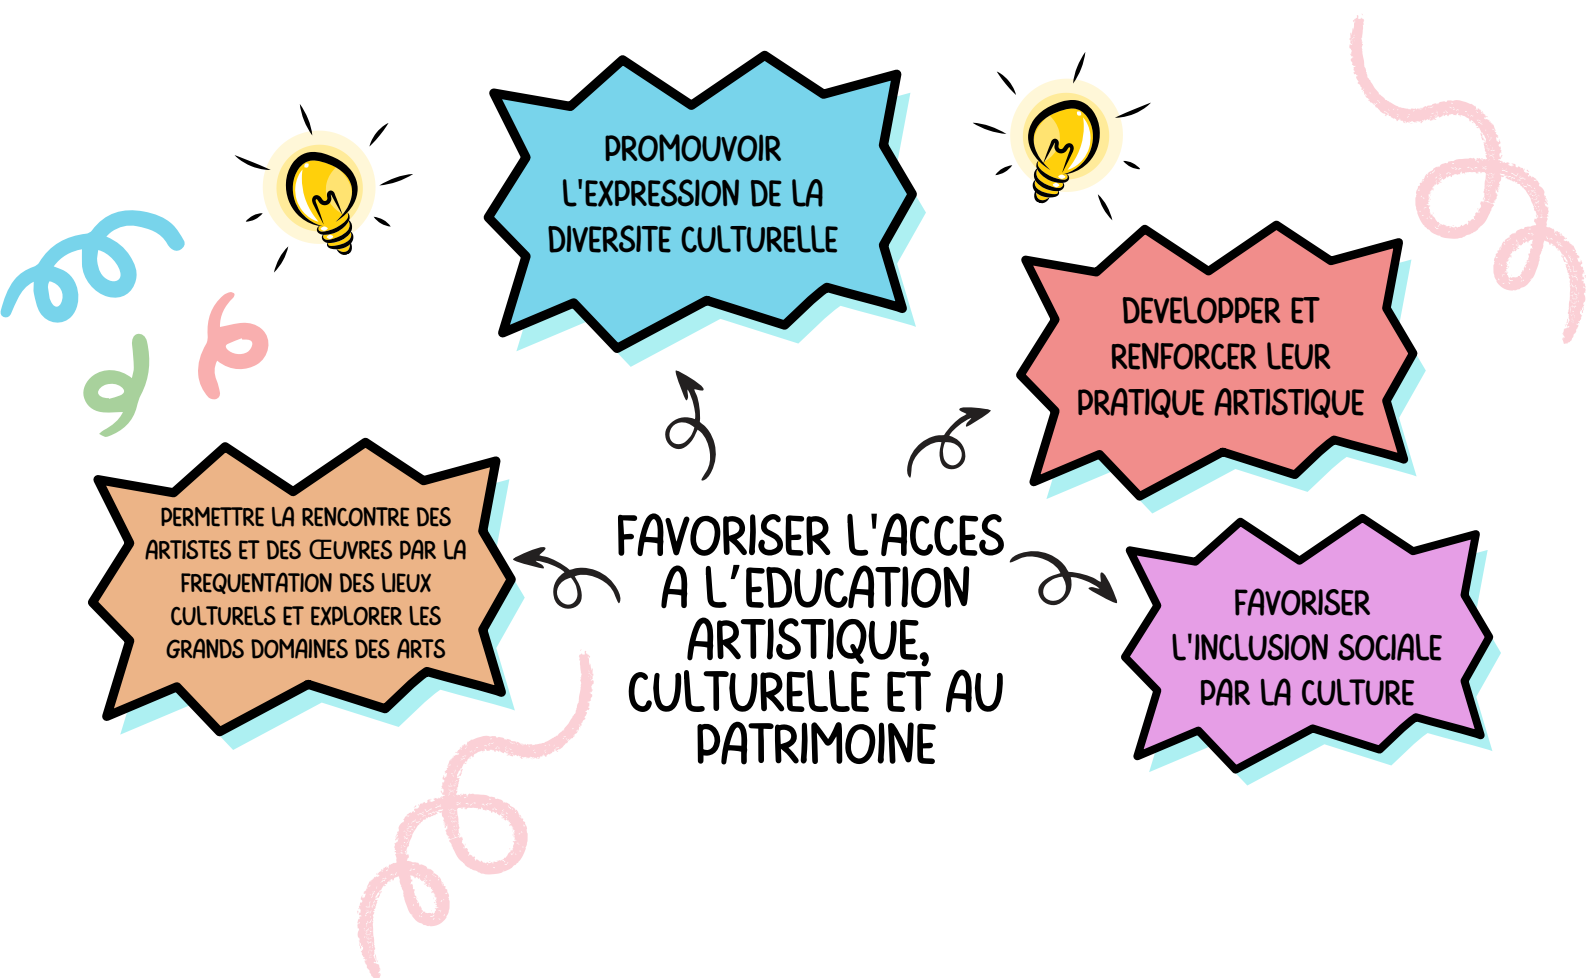 PROMOUVOIR
L'EXPRESSION DE LA
DIVERSITE CULTURELLE
DEVELOPPER ET
RENFORCER LEUR
PRATIQUE ARTISTIQUE
PERMETTRE LA RENCONTRE DES
ARTISTES ET DES ŒUVRES PAR LA
FREQUENTATION DES LIEUX
CULTURELS ET EXPLORER LES
GRANDS DOMAINES DES ARTS
FAVORISER L'ACCES
A L’EDUCATION
ARTISTIQUE,
CULTURELLE ET AU
PATRIMOINE
FAVORISER
L'INCLUSION SOCIALE
PAR LA CULTURE